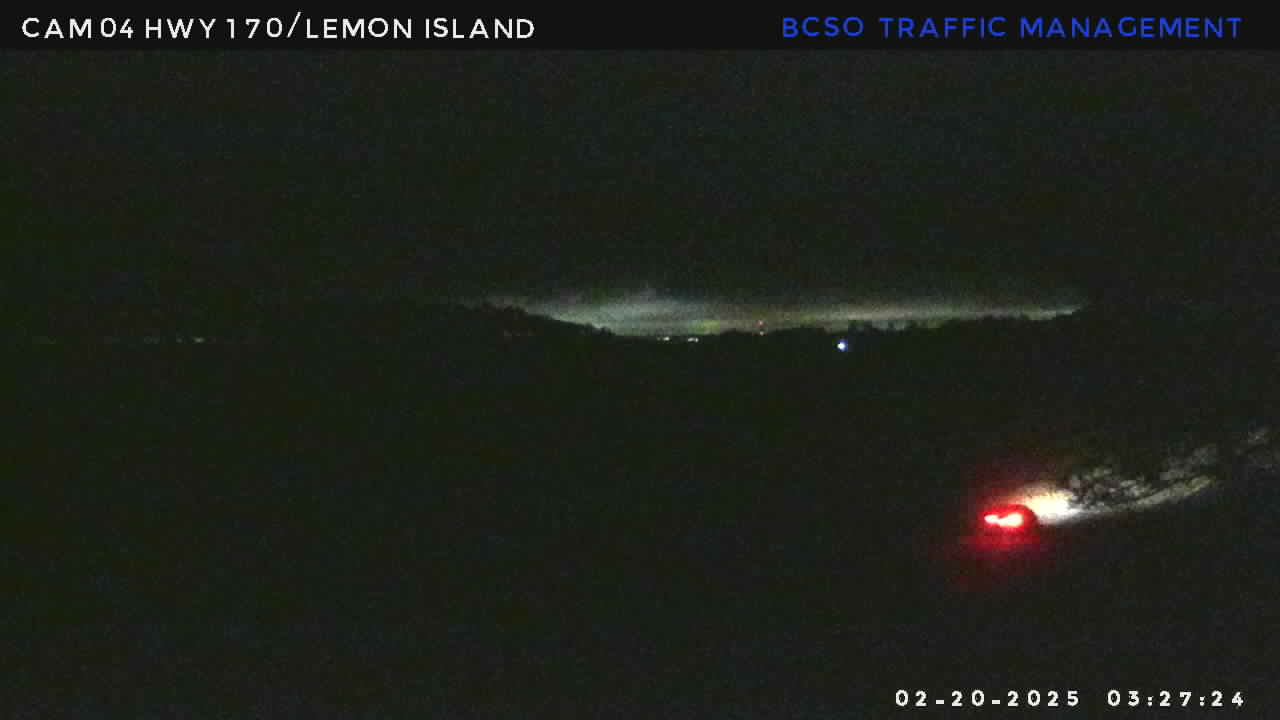 CAM04 HWY 170/LEMON ISLAND
BCSO TRAFFIC MANAGEMENT
02-20-2025 03:27:24